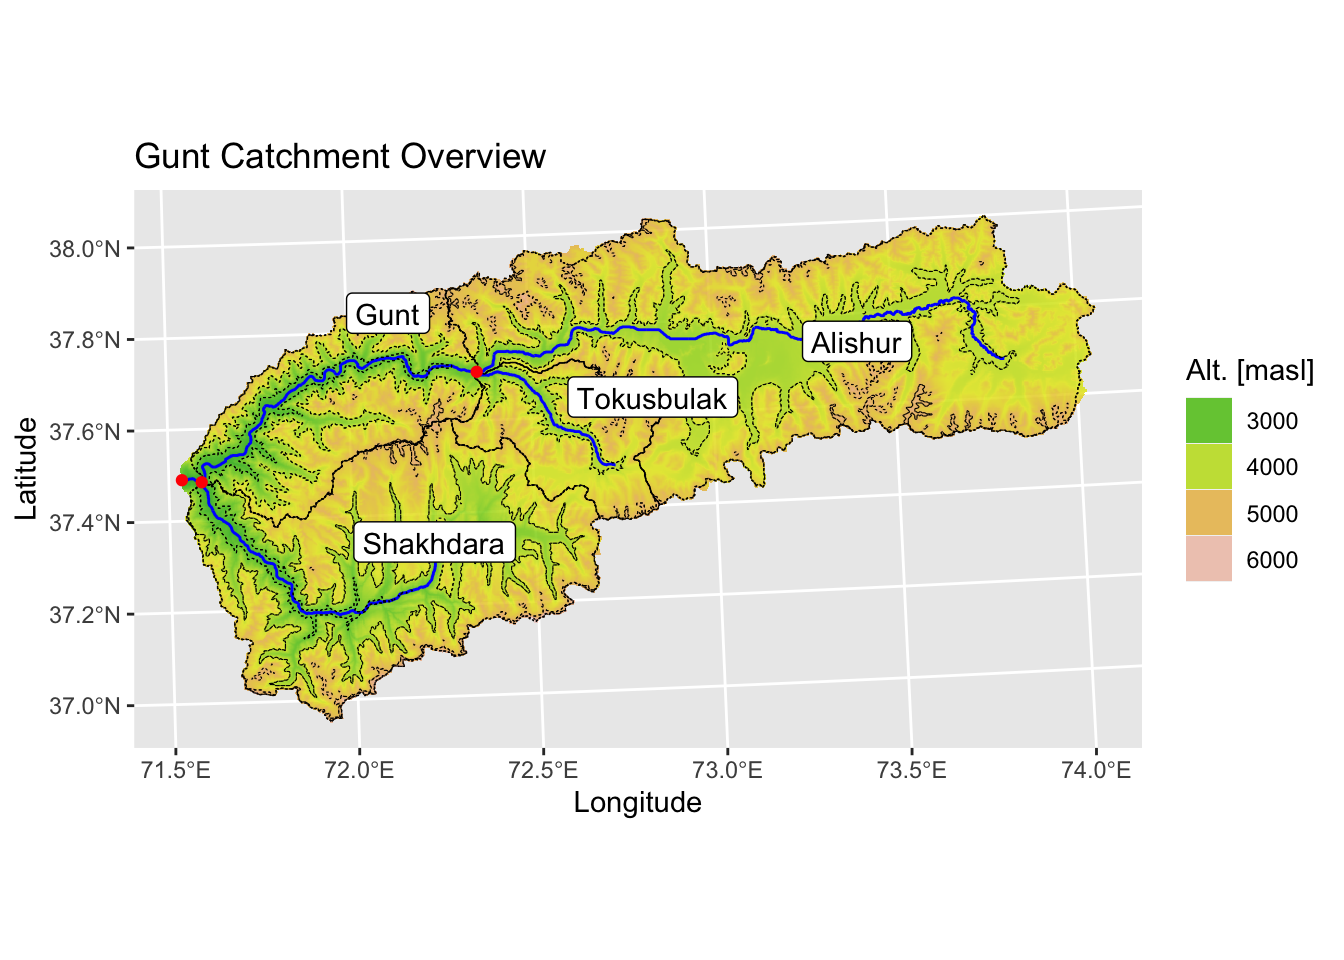 Gunt Catchment Overview
38.0°N
37.8°N
37.6°N
37.4°N
37.2°N
37.0°N
Latitude
Gunt
Alishur
Tokusbulak
Shakhdara
71.5°E
72.0°E
72.5°E
73.0°E
73.5°E
74.0°E
Longitude
Alt. [masl]
3000
4000
5000
6000